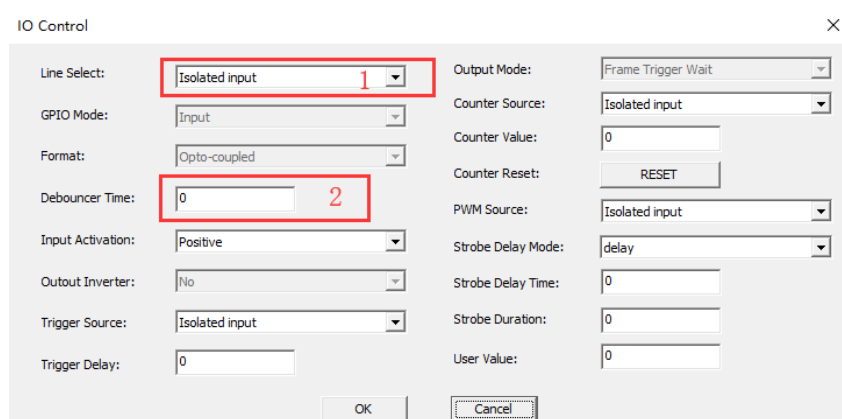 IO Control
Line Select: Isolated input 1
GPIO Mode: Input
Format: Opto-coupled
Debouncer Time: 0 2
Input Activation: Positive
Outout Inverter: No
Trigger Source: Isolated input
Trigger Delay: 0
Output Mode: Frame Trigger Wait
Counter Source: Isolated input
Counter Value: 0
Counter Reset: RESET
PWM Source: Isolated input
Strobe Delay Mode: delay
Strobe Delay Time: 0
Strobe Duration: 0
User Value: 0
OK Cancel